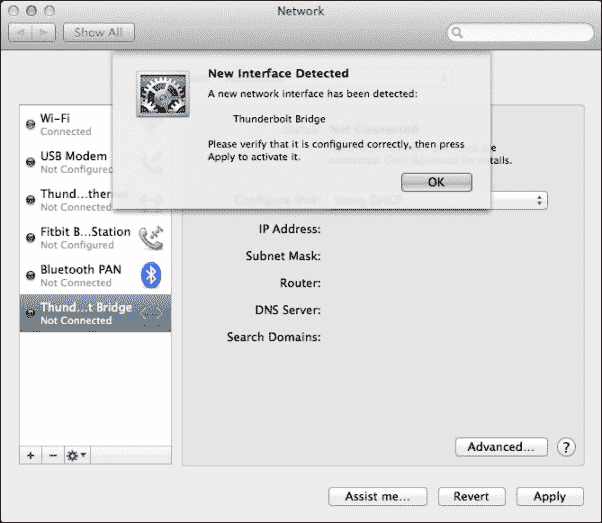 Network
Show All
New Interface Detected
A new network interface has been detected:
Thunderbolt Bridge
Please verify that it is configured correctly, then press
Apply to activate it.
OK
Wi-Fi
Connected
USB Modem
Not Configured
Thund...therne
Not Connected
Fitbit B...Station
Not Configured
Bluetooth PAN
Not Connected
Thund...t Bridge
Not Connected
Status: Not Connected
Configure IPv4: Using DHCP
IP Address:
Subnet Mask:
Router:
DNS Server:
Search Domains:
Advanced...
?
Assist me...
Revert
Apply